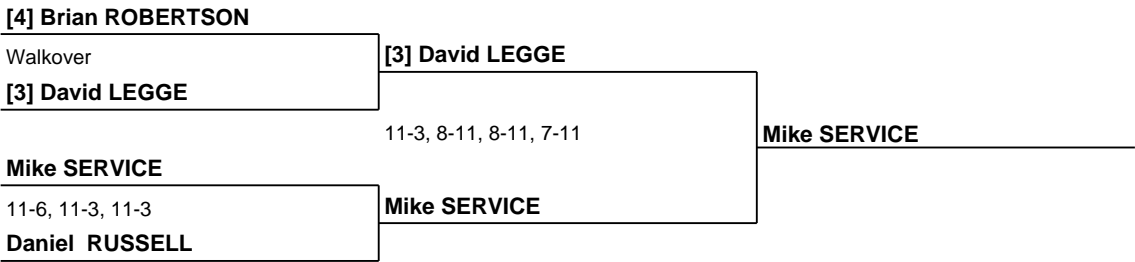 [4] Brian ROBERTSON
Walkover
[3] David LEGGE
[3] David LEGGE
11-3, 8-11, 8-11, 7-11
Mike SERVICE
Mike SERVICE
11-6, 11-3, 11-3
Mike SERVICE
Daniel RUSSELL